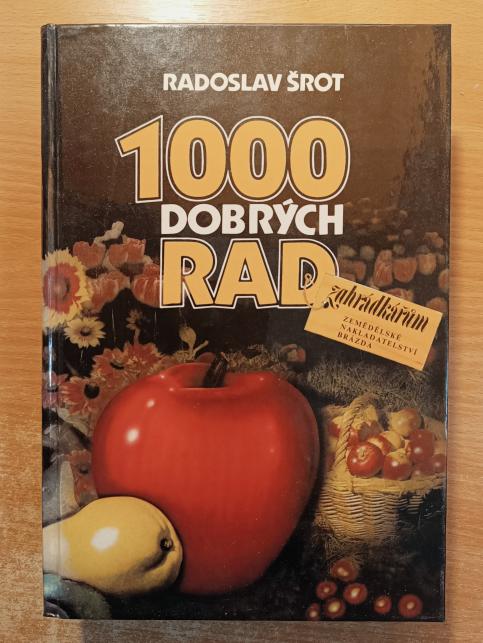 RADOSLAV ŠROT
1000
DOBRÝCH
RAD
zahrádkářům
ZEMĚDĚLSKÉ
NAKLADATELSTVÍ
BRÁZDA